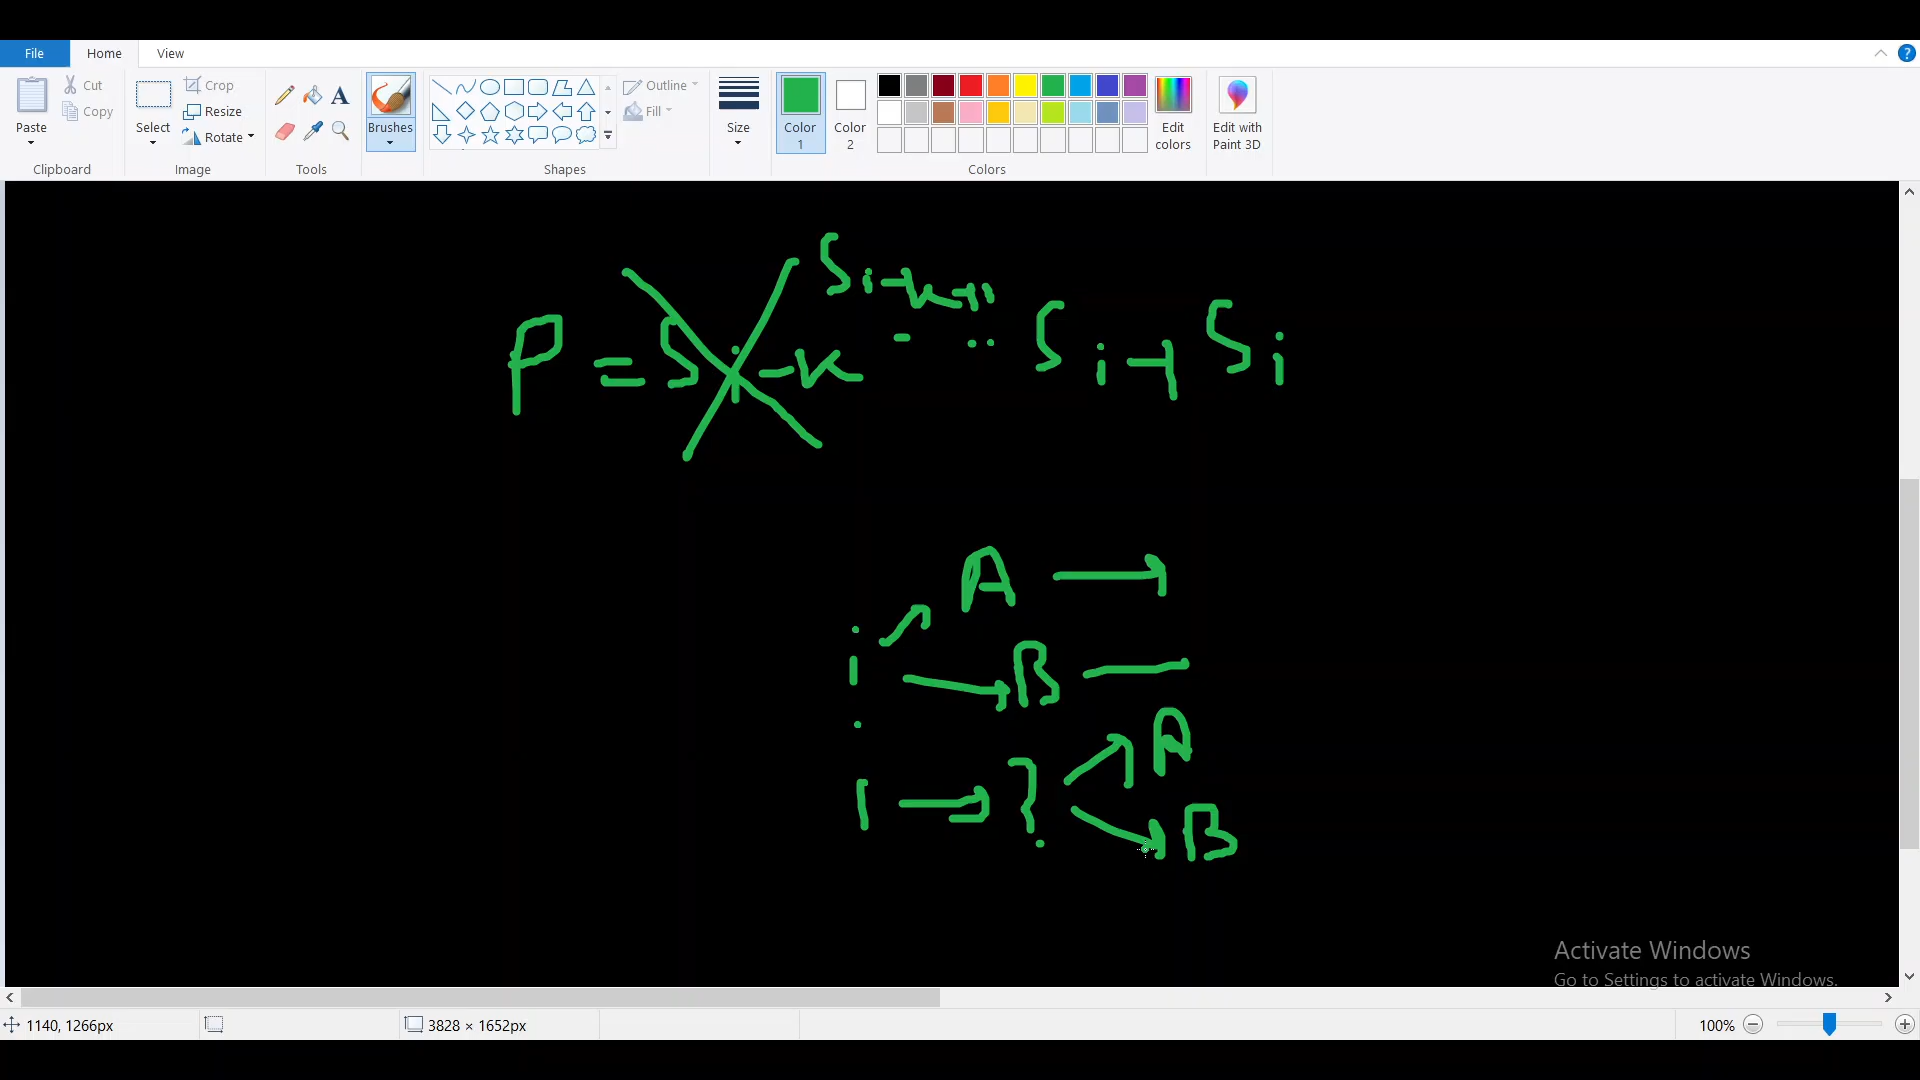 File Home View
Paste
Cut
Copy
Clipboard
Select
Crop
Resize
Rotate
Image
Tools
Brushes
Shapes
Outline
Fill
Size
Color 1
Color 2
Edit colors
Colors
Edit with Paint 3D
P = S i-k S i-k+1 - .. S i-1 S i
i A
B
i ? A
B
Activate Windows
Go to Settings to activate Windows.
1140, 1266px 3828 × 1652px 100%